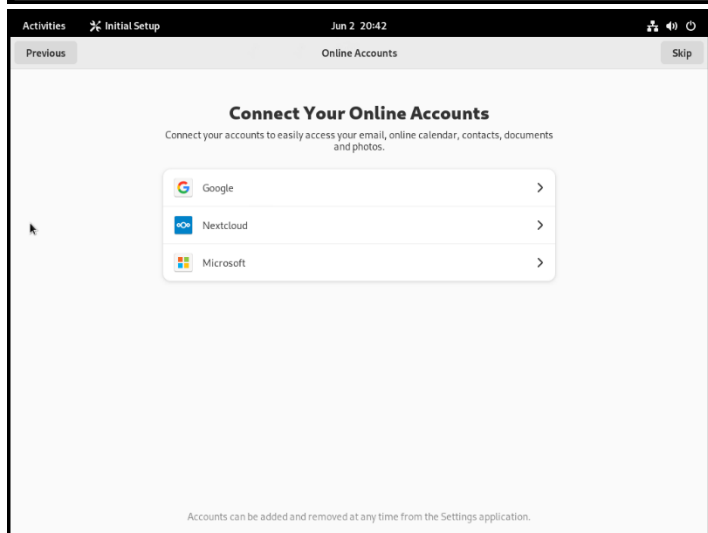 Activities Initial Setup Jun 2 20:42
Previous Online Accounts Skip
Connect Your Online Accounts
Connect your accounts to easily access your email, online calendar, contacts, documents
and photos.
Google
Nextcloud
Microsoft
Accounts can be added and removed at any time from the Settings application.